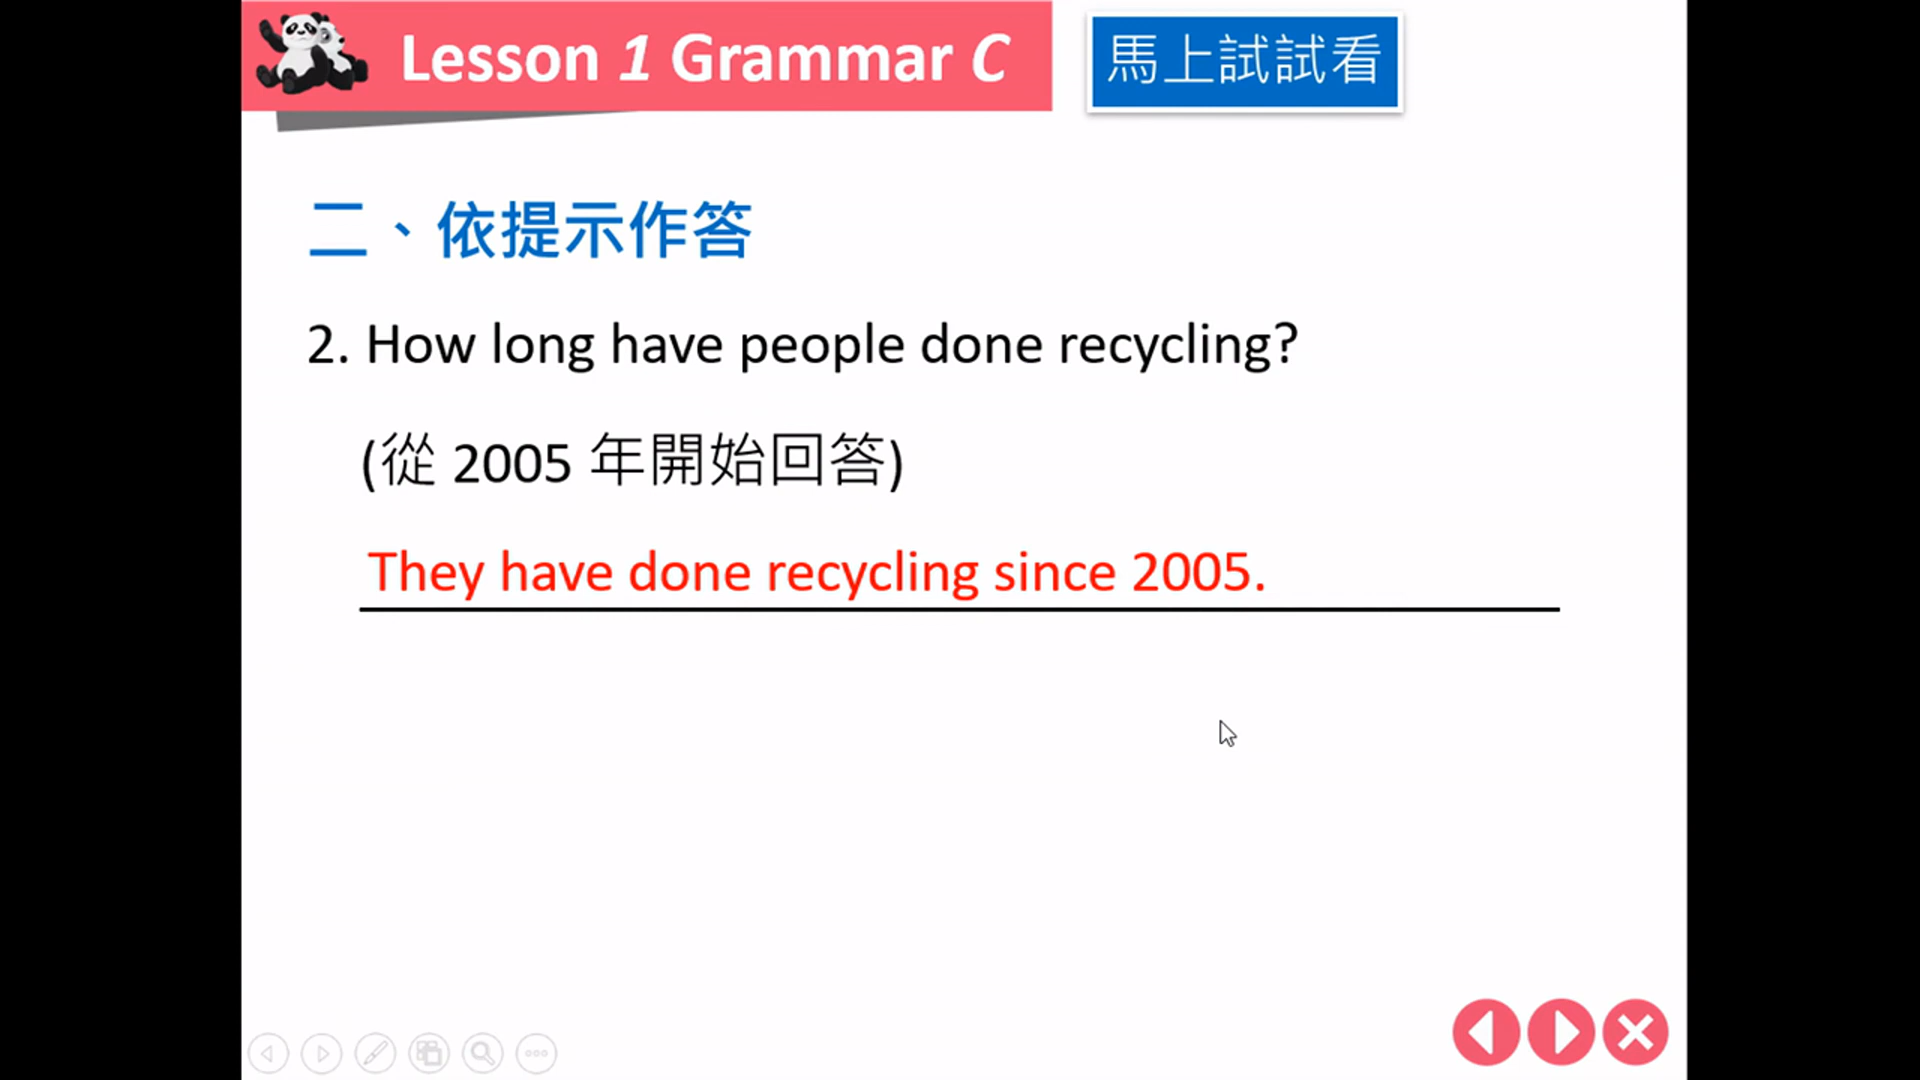 Lesson 1 Grammar C
馬上試試看
二、依提示作答
2. How long have people done recycling?
(從 2005 年開始回答)
They have done recycling since 2005.